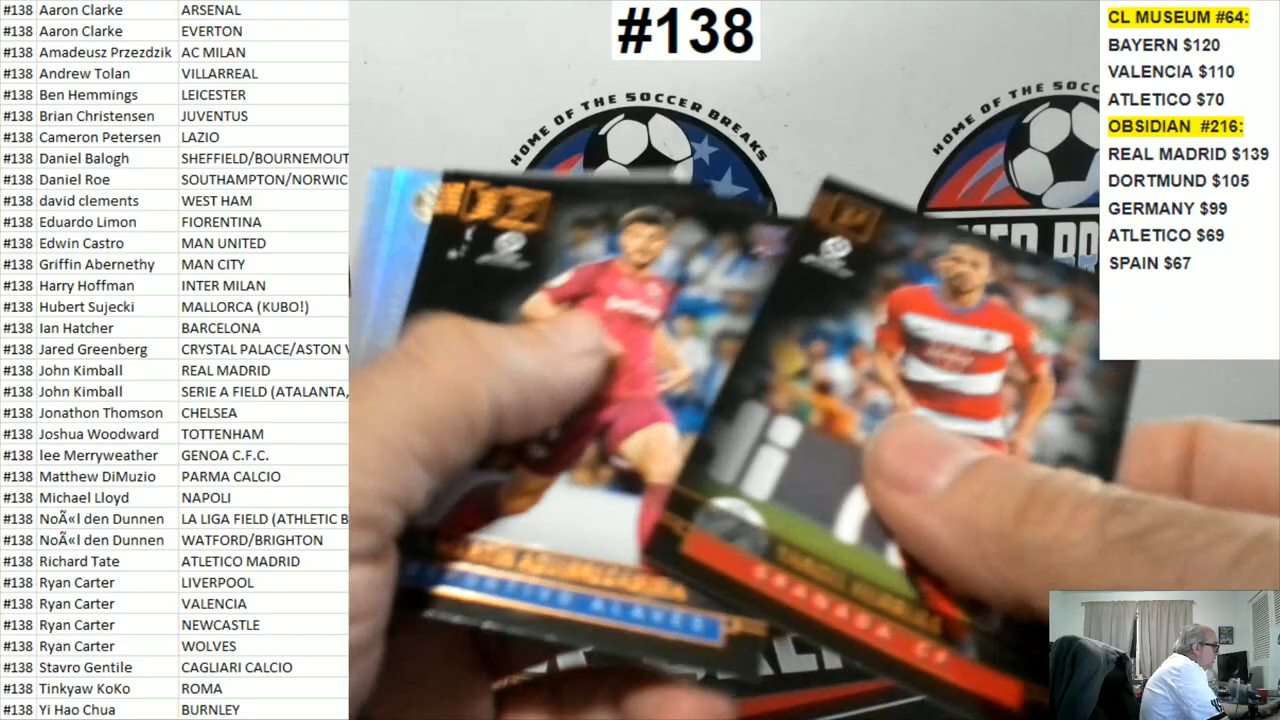 #138 Aaron Clarke ARSENAL
#138 Aaron Clarke EVERTON
#138 Amadeusz Przedzik AC MILAN
#138 Andrew Tolan VILLARREAL
#138 Ben Hemmings LEICESTER
#138 Brian Christensen JUVENTUS
#138 Cameron Petersen LAZIO
#138 Daniel Balogh SHEFFIELD/BOURNEMOUT
#138 Daniel Roe SOUTHAMPTON/NORWIC
#138 david clements WEST HAM
#138 Eduardo Limon FIORENTINA
#138 Edwin Castro MAN UNITED
#138 Griffin Abernethy MAN CITY
#138 Harry Hoffman INTER MILAN
#138 Hubert Sujecki MALLORCA (KUBO!)
#138 Ian Hatcher BARCELONA
#138 Jared Greenberg CRYSTAL PALACE/ASTON V
#138 John Kimball REAL MADRID
#138 John Kimball SERIE A FIELD (ATALANTA,
#138 Jonathon Thomson CHELSEA
#138 Joshua Woodward TOTTENHAM
#138 lee Merryweather GENOA C.F.C.
#138 Matthew DiMuzio PARMA CALCIO
#138 Michael Lloyd NAPOLI
#138 NoÃ«l den Dunnen LA LIGA FIELD (ATHLETIC B
#138 NoÃ«l den Dunnen WATFORD/BRIGHTON
#138 Richard Tate ATLETICO MADRID
#138 Ryan Carter LIVERPOOL
#138 Ryan Carter VALENCIA
#138 Ryan Carter NEWCASTLE
#138 Ryan Carter WOLVES
#138 Stavro Gentile CAGLIARI CALCIO
#138 Tinkyaw KoKo ROMA
#138 Yi Hao Chua BURNLEY
#138
HOME OF THE SOCCER BREAKS
HOME OF THE SOCC
GRANADA CF
CL MUSEUM #64:
BAYERN $120
VALENCIA $110
ATLETICO $70
OBSIDIAN #216:
REAL MADRID $139
DORTMUND $105
GERMANY $99
ATLETICO $69
SPAIN $67